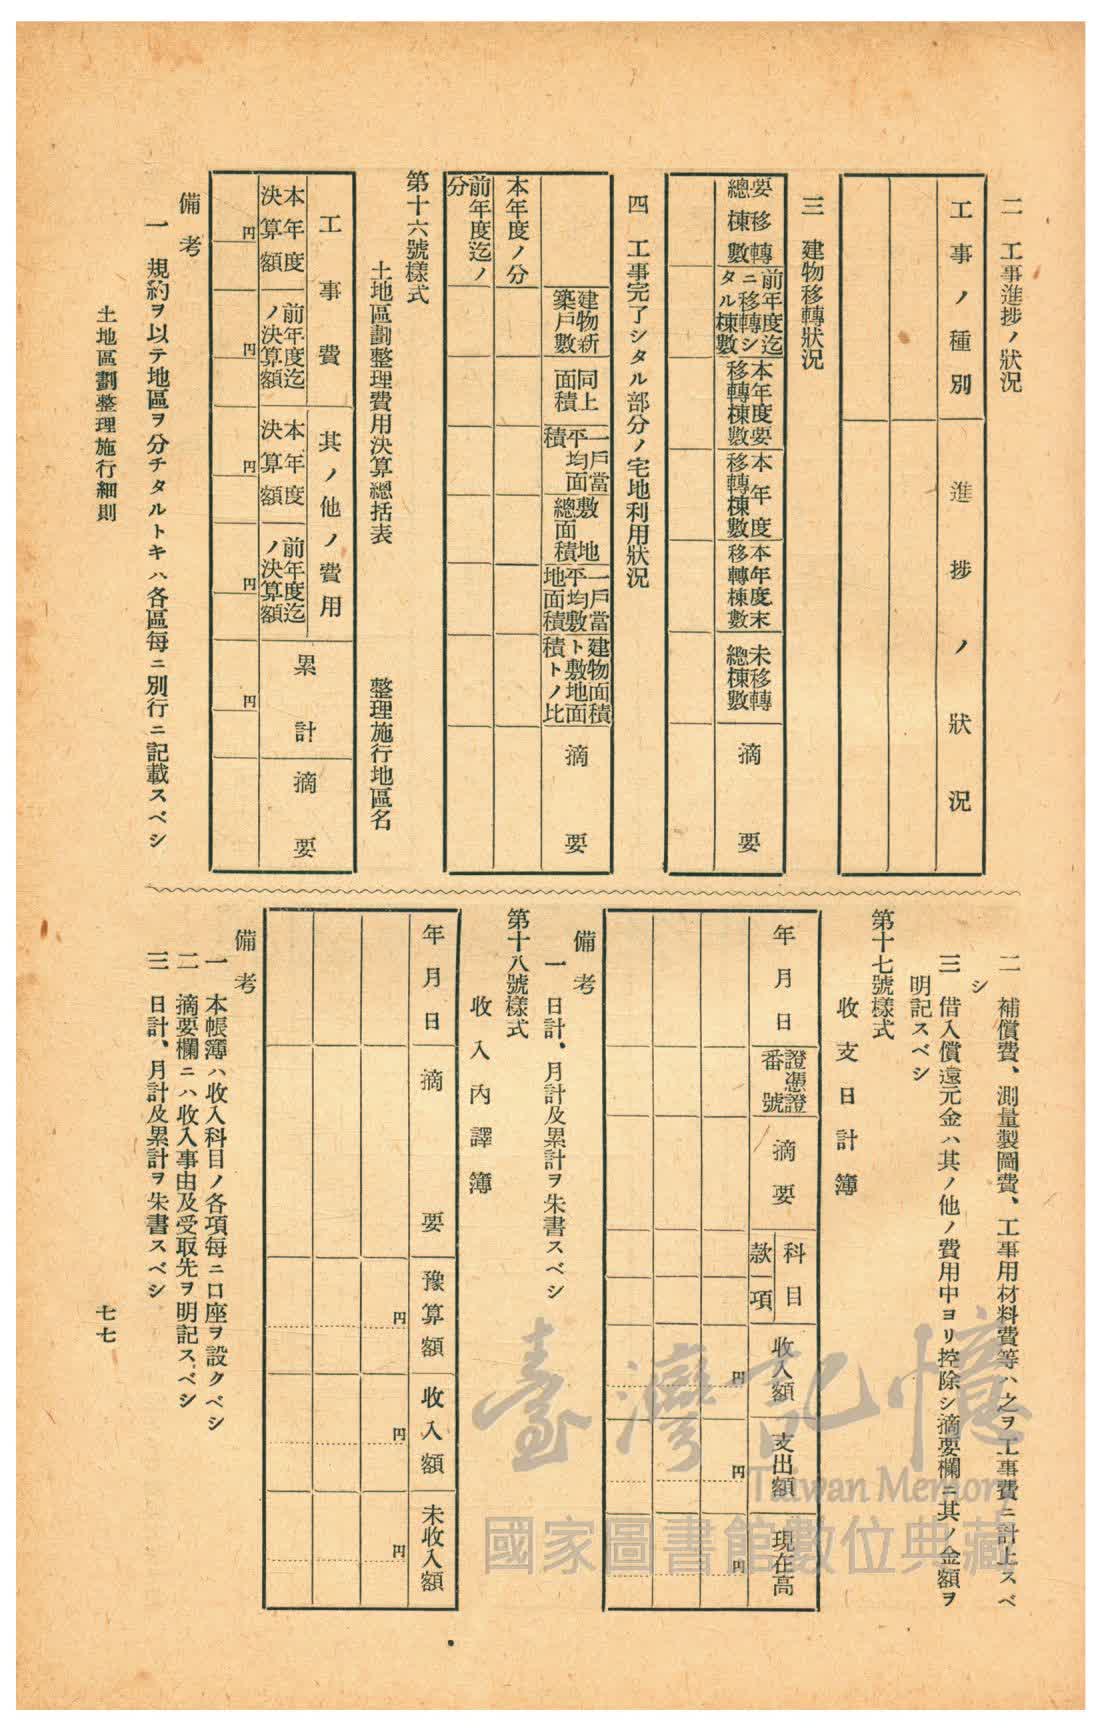 二　工事進捗ノ狀況
工事ノ種別
進捗ノ狀況
三　建物移轉狀況
要移轉總棟數
前年度迄ニ移轉シタル棟數
本年度要移轉棟數
本年度移轉棟數
本年度末移轉棟數
未移轉總棟數
摘要
四　工事完了シタル部分ノ宅地利用狀況
建物新築戶數
同上面積
一戶當平均面積
敷地總面積
一戶當平均敷地面積
建物面積ト敷地面積トノ比
摘要
本年度ノ分
前年度迄ノ分
第十六號樣式
土地區劃整理費用決算總括表
整理施行地區名
工事費
其ノ他ノ費用
累計
摘要
本年度決算額
前年度迄ノ決算額
本年度決算額
前年度迄ノ決算額
円
円
円
円
円
備考
一　規約ヲ以テ地區ヲ分チタルトキハ各區每ニ別行ニ記載スベシ
二　補償費、測量製圖費、工事用材料費等ハ之ヲ工事費ニ計上スベ
シ
三　借入償還元金ハ其ノ他ノ費用中ヨリ控除シ摘要欄ニ其ノ金額ヲ
明記スベシ
第十七號樣式
收支日計簿
年月日
證憑證番號
摘要
科目
款
項
收入額
支出額
現在高
円
円
円
備考
一　日計、月計及累計ヲ朱書スベシ
第十八號樣式
收入內譯簿
年月日
摘要
豫算額
收入額
未收入額
円
円
円
備考
一　本帳簿ハ收入科目ノ各項每ニ口座ヲ設クベシ
二　摘要欄ニハ收入事由及受取先ヲ明記スベシ
三　日計、月計及累計ヲ朱書スベシ
土地區劃整理施行細則
七七
臺灣記憶
Taiwan Memory
國家圖書館數位典藏